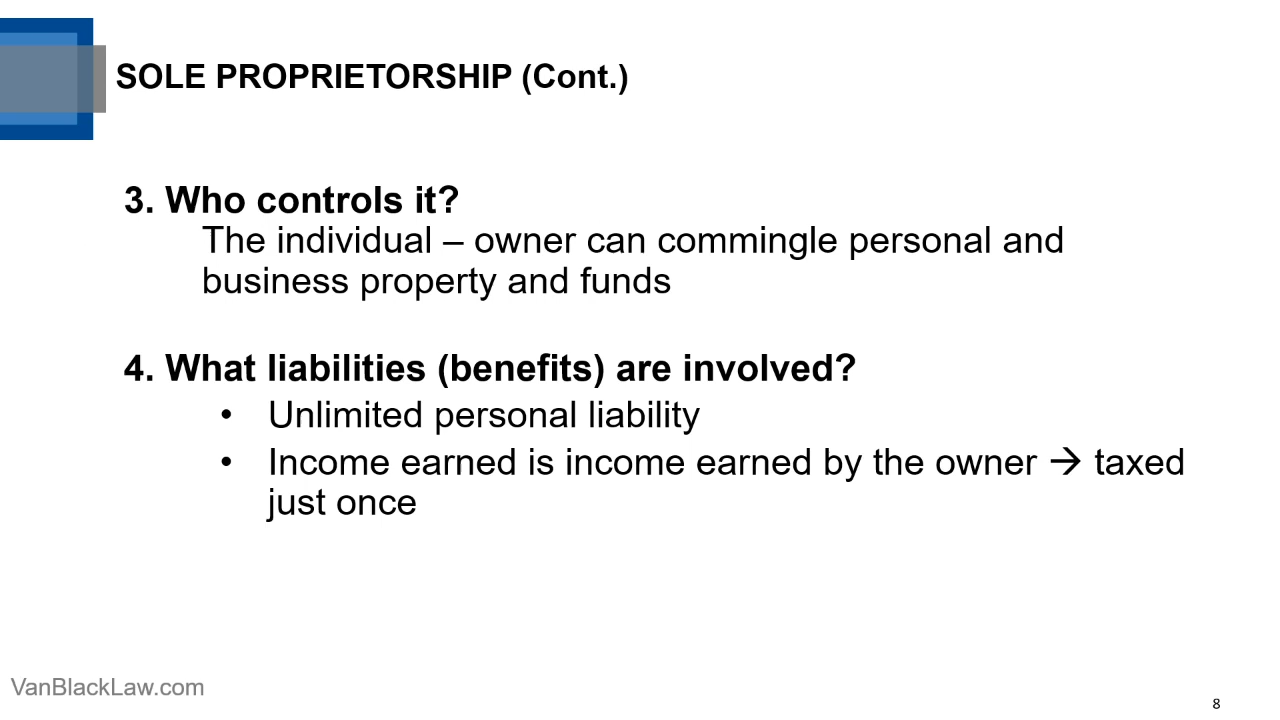 SOLE PROPRIETORSHIP (Cont.)
3. Who controls it?
The individual – owner can commingle personal and
business property and funds
4. What liabilities (benefits) are involved?
• Unlimited personal liability
• Income earned is income earned by the owner → taxed
just once
VanBlackLaw.com
8